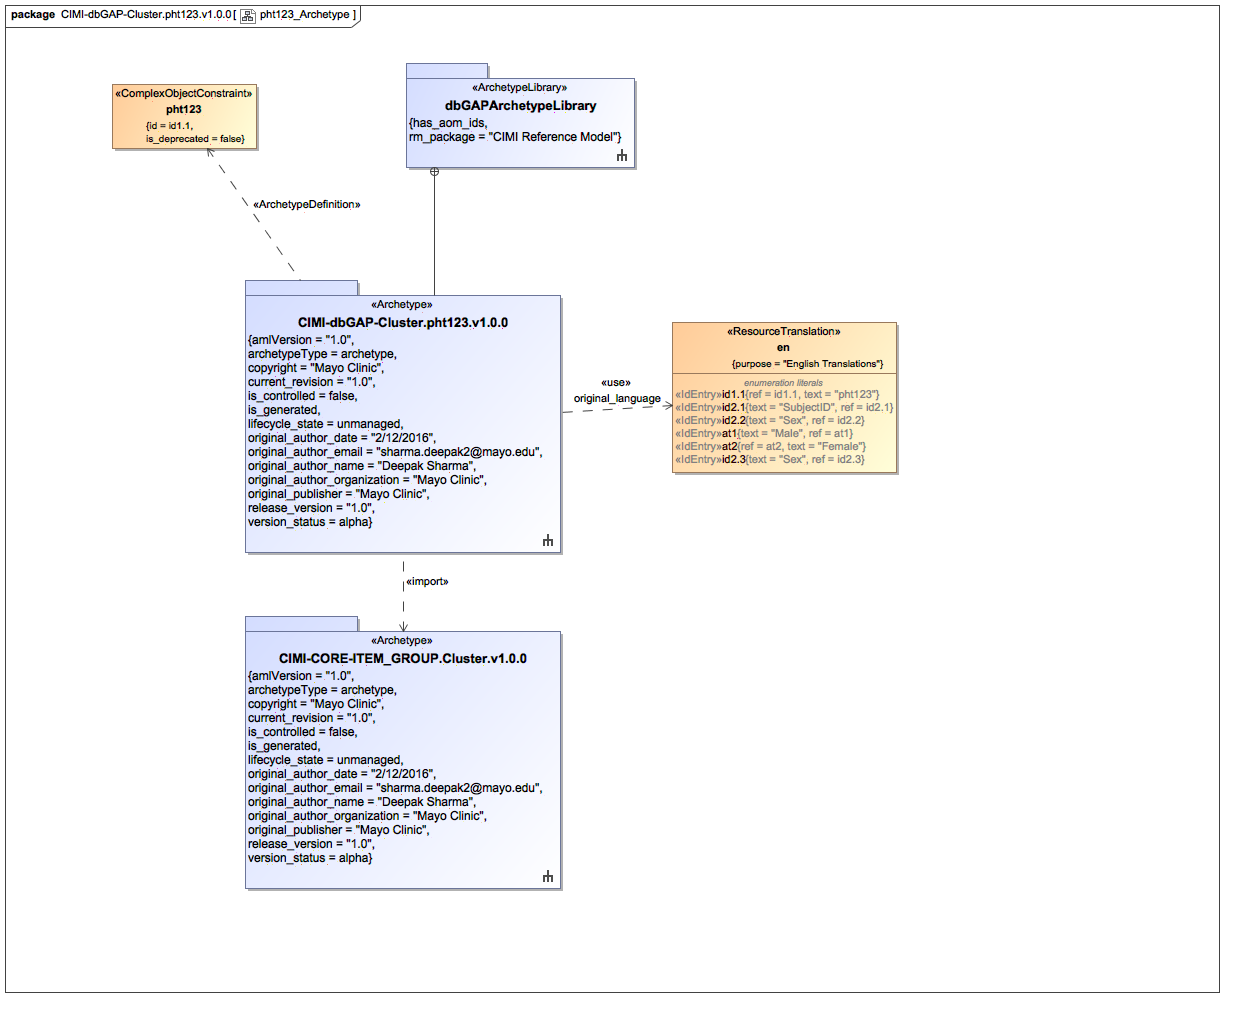 package CIMI-dbGAP-Cluster.pht123.v1.0.0[ pht123_Archetype ]
«ComplexObjectConstraint»
pht123
{id = id1.1,
is_deprecated = false}
«ArchetypeLibrary»
dbGAPArchetypeLibrary
{has_aom_ids,
rm_package = "CIMI Reference Model"}
«ArchetypeDefinition»
«Archetype»
CIMI-dbGAP-Cluster.pht123.v1.0.0
{amlVersion = "1.0",
archetypeType = archetype,
copyright = "Mayo Clinic",
current_revision = "1.0",
is_controlled = false,
is_generated,
lifecycle_state = unmanaged,
original_author_date = "2/12/2016",
original_author_email = "sharma.deepak2@mayo.edu",
original_author_name = "Deepak Sharma",
original_author_organization = "Mayo Clinic",
original_publisher = "Mayo Clinic",
release_version = "1.0",
version_status = alpha}
«use»
original_language
«ResourceTranslation»
en
{purpose = "English Translations"}
enumeration literals
«IdEntry»id1.1{ref = id1.1, text = "pht123"}
«IdEntry»id2.1{text = "SubjectID", ref = id2.1}
«IdEntry»id2.2{text = "Sex", ref = id2.2}
«IdEntry»at1{text = "Male", ref = at1}
«IdEntry»at2{ref = at2, text = "Female"}
«IdEntry»id2.3{text = "Sex", ref = id2.3}
«import»
«Archetype»
CIMI-CORE-ITEM_GROUP.Cluster.v1.0.0
{amlVersion = "1.0",
archetypeType = archetype,
copyright = "Mayo Clinic",
current_revision = "1.0",
is_controlled = false,
is_generated,
lifecycle_state = unmanaged,
original_author_date = "2/12/2016",
original_author_email = "sharma.deepak2@mayo.edu",
original_author_name = "Deepak Sharma",
original_author_organization = "Mayo Clinic",
original_publisher = "Mayo Clinic",
release_version = "1.0",
version_status = alpha}